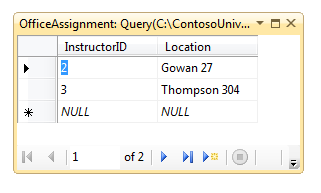 OfficeAssignment: Query(C:\ContosoUniv...
InstructorID Location
2 Gowan 27
3 Thompson 304
NULL NULL
1 of 2